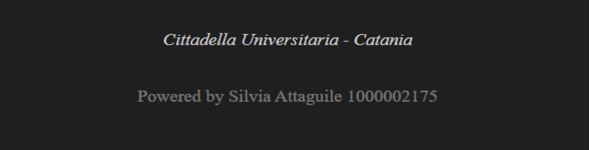 Cittadella Universitaria - Catania
Powered by Silvia Attaguile 1000002175